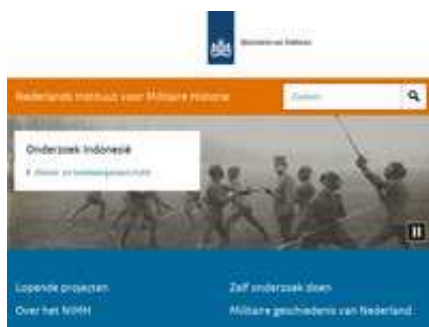 Ministerie van Defensie
Nederlands Instituut voor Militaire Historie
Zoeken
Onderzoek Indonesië
Lopende projecten
Zelf onderzoek doen
Over het NIMH
Militaire geschiedenis van Nederland